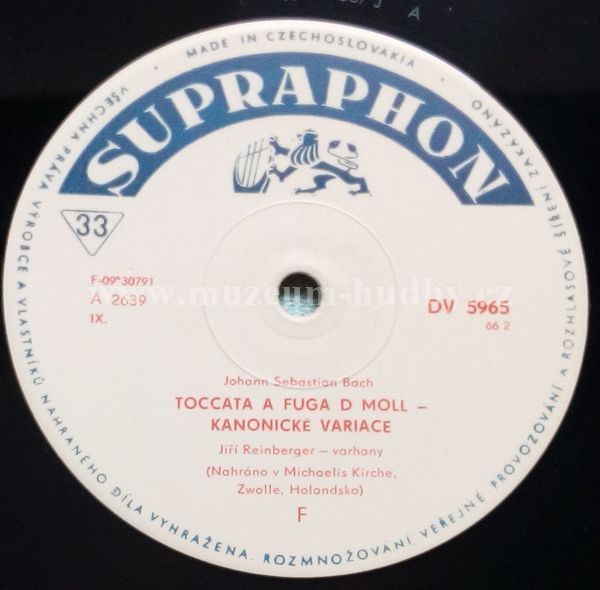 MADE IN CZECHOSLOVAKIA
SUPRAPHON
33
F-09*30791
A 2639
IX.
DV 5965
66 2
www.muzeum-hudby.cz
Johann Sebastian Bach
TOCCATA A FUGA D MOLL –
KANONICKÉ VARIACE
Jiří Reinberger – varhany
(Nahráno v Michaelis Kirche,
Zwolle, Holandsko)
F
VŠECHNA PRÁVA VÝROBCE A VLASTNÍKŮ NAHRANÉHO DÍLA VYHRAŽENA. ROZMNOŽOVÁNÍ, VEŘEJNÉ PROVOZOVÁNÍ A ROZHLASOVÉ ŠÍŘENÍ ZAKÁZÁNO